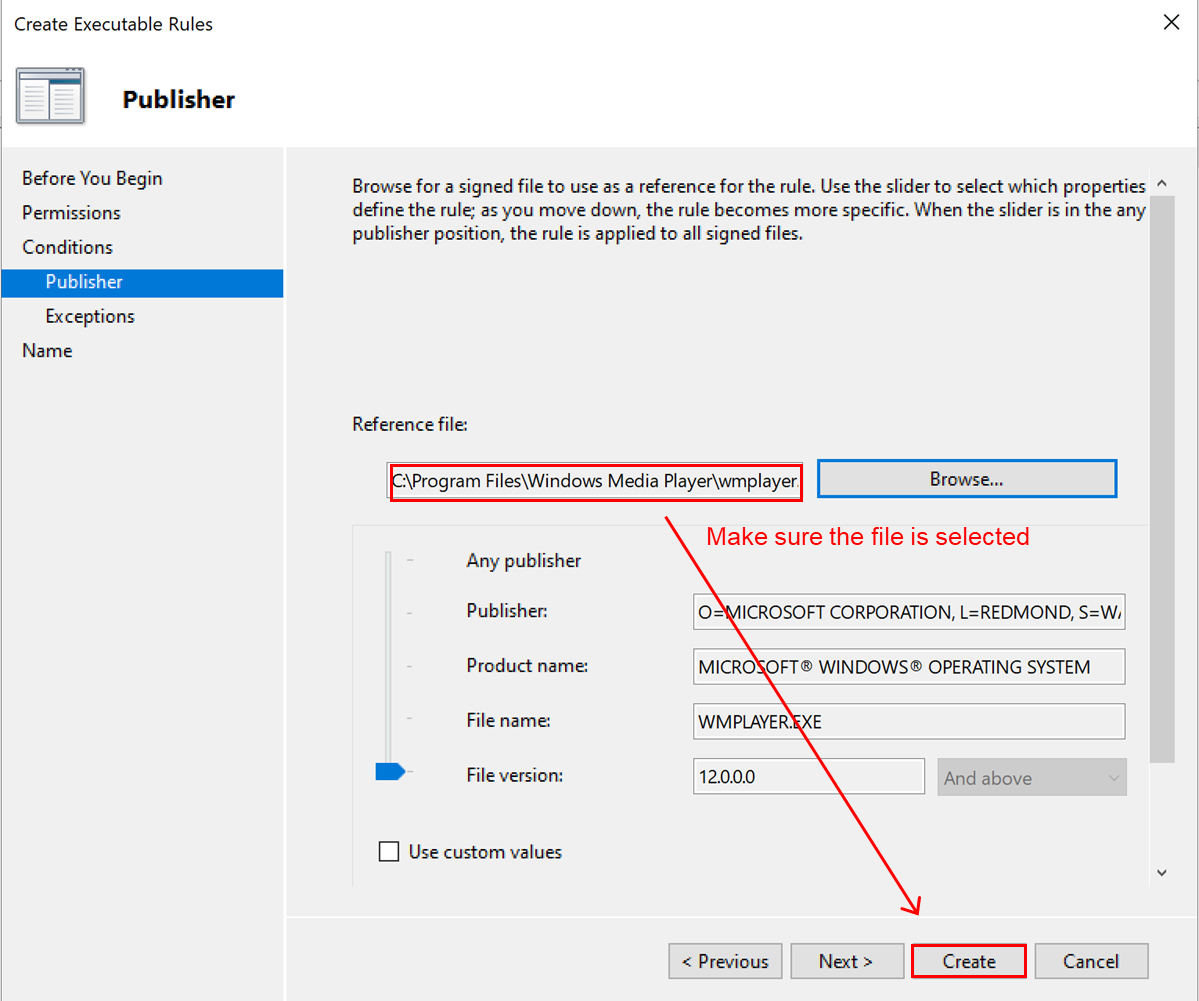 Create Executable Rules
Publisher
Before You Begin
Permissions
Conditions
Publisher
Exceptions
Name
Browse for a signed file to use as a reference for the rule. Use the slider to select which properties
define the rule; as you move down, the rule becomes more specific. When the slider is in the any
publisher position, the rule is applied to all signed files.
Reference file:
C:\Program Files\Windows Media Player\wmplayer.
Browse...
Make sure the file is selected
Any publisher
Publisher:
O=MICROSOFT CORPORATION, L=REDMOND, S=WA
Product name:
MICROSOFT® WINDOWS® OPERATING SYSTEM
File name:
WMPLAYER.EXE
File version:
12.0.0.0
And above
Use custom values
< Previous
Next >
Create
Cancel